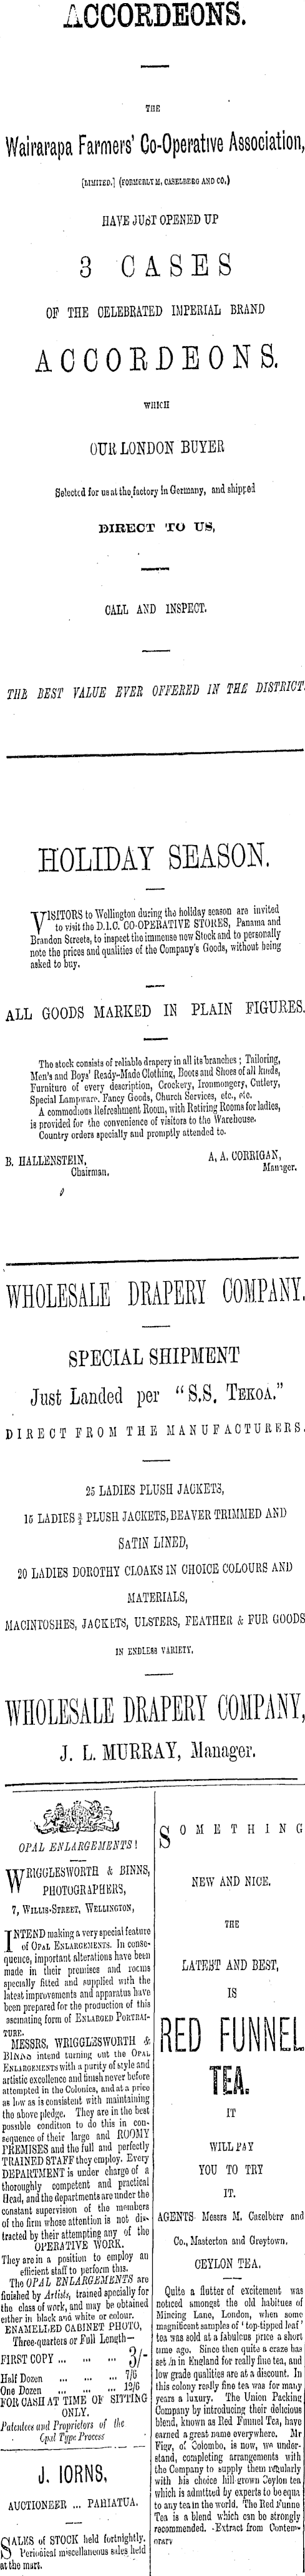 ACCORDEONS.
THE
Wairarapa Farmers' Co-Operative Association,
[LIMITED.] (FORMERLY M. CASELBERG AND CO.)
HAVE JUST OPENED UP
3 CASES
OF THE CELEBRATED IMPERIAL BRAND
ACCORDEONS.
WHICH
OUR LONDON BUYER
Selected for us at the factory in Germany, and shipped
DIRECT TO US,
CALL AND INSPECT.
THE BEST VALUE EVER OFFERED IN THE DISTRICT.
HOLIDAY SEASON.
VISITORS to Wellington during the holiday season are invited
to visit the D.I.C. CO-OPERATIVE STORES, Panama and
Brandon Streets, to inspect the immense new Stock and to personally
note the prices and qualities of the Company's Goods, without being
asked to buy.
ALL GOODS MARKED IN PLAIN FIGURES.
The stock consists of reliable drapery in all its branches; Tailoring,
Men's and Boys' Ready-Made Clothing, Boots and Shoes of all kinds,
Furniture of every description, Crockery, Ironmongery, Cutlery,
Special Lampware. Fancy Goods, Church Services, etc., etc.
A commodious Refreshment Room, with Retiring Rooms for ladies,
is provided for the convenience of visitors to the Warehouse.
Country orders specially and promptly attended to.
B. HALLENSTEIN, A. A. CORRIGAN,
Chairman. Manager.
WHOLESALE DRAPERY COMPANY.
SPECIAL SHIPMENT
Just Landed per "S.S. TEKOA."
DIRECT FROM THE MANUFACTURERS.
25 LADIES PLUSH JACKETS,
15 LADIES ¾ PLUSH JACKETS, BEAVER TRIMMED AND
SATIN LINED,
20 LADIES DOROTHY CLOAKS IN CHOICE COLOURS AND
MATERIALS,
MACINTOSHES, JACKETS, ULSTERS, FEATHER & FUR GOODS
IN ENDLESS VARIETY,
WHOLESALE DRAPERY COMPANY,
J. L. MURRAY, Manager.
OPAL ENLARGEMENTS!
WRIGGLESWORTH & BINNS,
PHOTOGRAPHERS,
7, WILLIS-STREET, WELLINGTON,
INTEND making a very special feature
of OPAL ENLARGEMENTS. In conse-
quence, important alterations have been
made in their premises and rooms
specially fitted and supplied with the
latest improvements and apparatus have
been prepared for the production of this
ascinating form of ENLARGED PORTRAI-
TURE.
MESSRS. WRIGGLESWORTH &
BINNS intend turning out the OPAL
ENLARGEMENTS with a purity of style and
artistic excellence and finish never before
attempted in the Colonies, and at a price
as low as is consistent with maintaining
the above pledge. They are in the best
possible condition to do this in con-
sequence of their large and ROOMY
PREMISES and the full and perfectly
TRAINED STAFF they employ. Every
DEPARTMENT is under charge of a
thoroughly competent and practical
Head, and the departments are under the
constant supervision of the members
of the firm whose attention is not dis-
tracted by their attempting any of the
OPERATIVE WORK.
They are in a position to employ an
efficient staff to perform this.
The OPAL ENLARGEMENTS are
finished by Artists, trained specially for
the class of work, and may be obtained
either in black and white or colour.
ENAMELLED CABINET PHOTO,
Three-quarters or Full Length—
FIRST COPY ... ... ... 3/-
Half Dozen ... ... ... 7/6
One Dozen ... ... ... 12/6
FOR CASH AT TIME OF SITTING
ONLY.
Patentees and Proprietors of the
Opal Type Process
J. IORNS,
AUCTIONEER ... PAHIATUA.
SALES of STOCK held fortnightly.
Periodical miscellaneous sales held
at the mart.
SOMETHING
NEW AND NICE.
THE
LATEST AND BEST,
IS
RED FUNNEL
TEA.
IT
WILL PAY
YOU TO TRY
IT.
AGENTS Messrs M. Caselberg and
Co., Masterton and Greytown.
CEYLON TEA.
Quite a flutter of excitement was
noticed amongst the old habitues of
Mincing Lane, London, when some
magnificent samples of 'top-tipped leaf'
tea was sold at a fabulous price a short
time ago. Since then quite a craze has
set in in England for really fine tea, and
low grade qualities are at a discount. In
this colony really fine tea was for many
years a luxury. The Union Packing
Company by introducing their delicious
blend, known as Red Funnel Tea, have
earned a great name everywhere. Mr
Figg, of Colombo, is now, we under-
stand, completing arrangements with
the Company to supply them regularly
with his choice hill grown Ceylon tea
which is admitted by experts to be equa
to any tea in the world. The Red Funne
Tea is a blend which can be strongly
recommended. -Extract from Contem-
orary